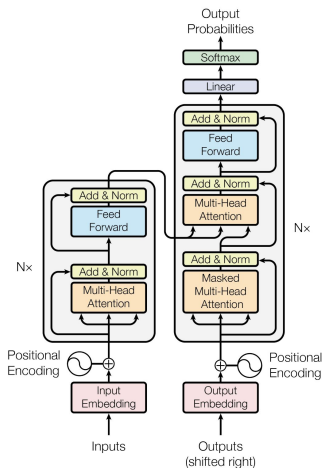 Output
Probabilities
Softmax
Linear
Add & Norm
Feed
Forward
Add & Norm
Multi-Head
Attention
N×
Add & Norm
Masked
Multi-Head
Attention
Positional
Encoding
Output
Embedding
Outputs
(shifted right)
Add & Norm
Feed
Forward
N×
Add & Norm
Multi-Head
Attention
Positional
Encoding
Input
Embedding
Inputs